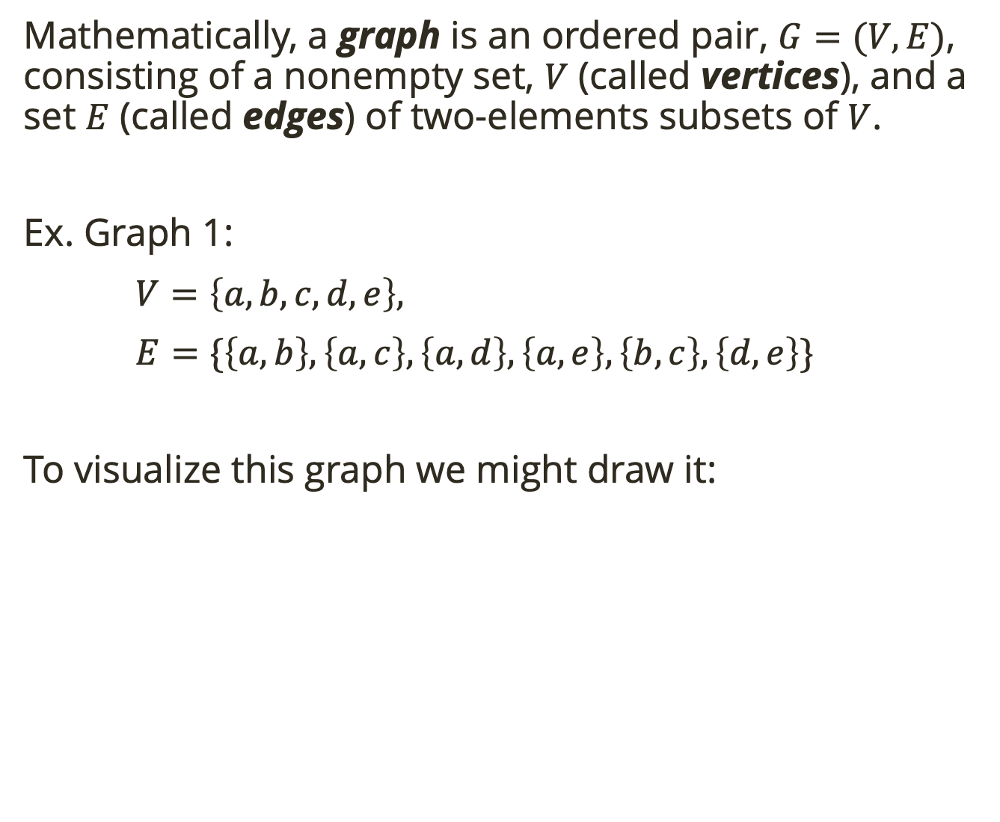 Mathematically, a graph is an ordered pair, G = (V, E),
consisting of a nonempty set, V (called vertices), and a
set E (called edges) of two-elements subsets of V.
Ex. Graph 1:
V = {a, b, c, d, e},
E = {{a, b}, {a, c}, {a, d}, {a, e}, {b, c}, {d, e}}
To visualize this graph we might draw it: